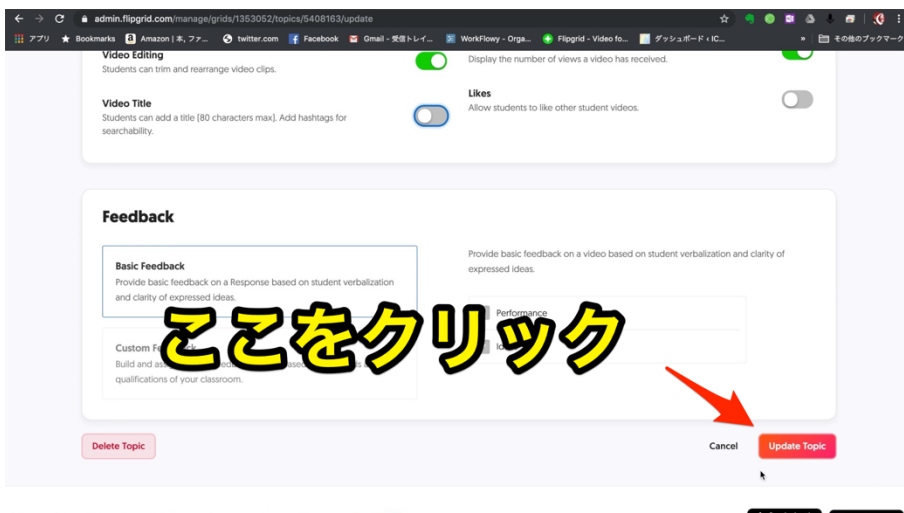 admin.flipgrid.com/manage/grids/1353052/topics/5408163/update
アプリ Bookmarks Amazon | 本, ファ... twitter.com Facebook Gmail - 受信トレイ... WorkFlowy - Orga... Flipgrid - Video fo... ダッシュボード ‹ IC... » その他のブックマーク
Video Editing
Students can trim and rearrange video clips.
Display the number of views a video has received.
Video Title
Students can add a title (80 characters max). Add hashtags for
searchability.
Likes
Allow students to like other student videos.
Feedback
Basic Feedback
Provide basic feedback on a Response based on student verbalization
and clarity of expressed ideas.
Provide basic feedback on a video based on student verbalization and clarity of
expressed ideas.
Performance
ここをクリック
Custom
Build and
qualifications of your classroom.
Delete Topic
Cancel
Update Topic